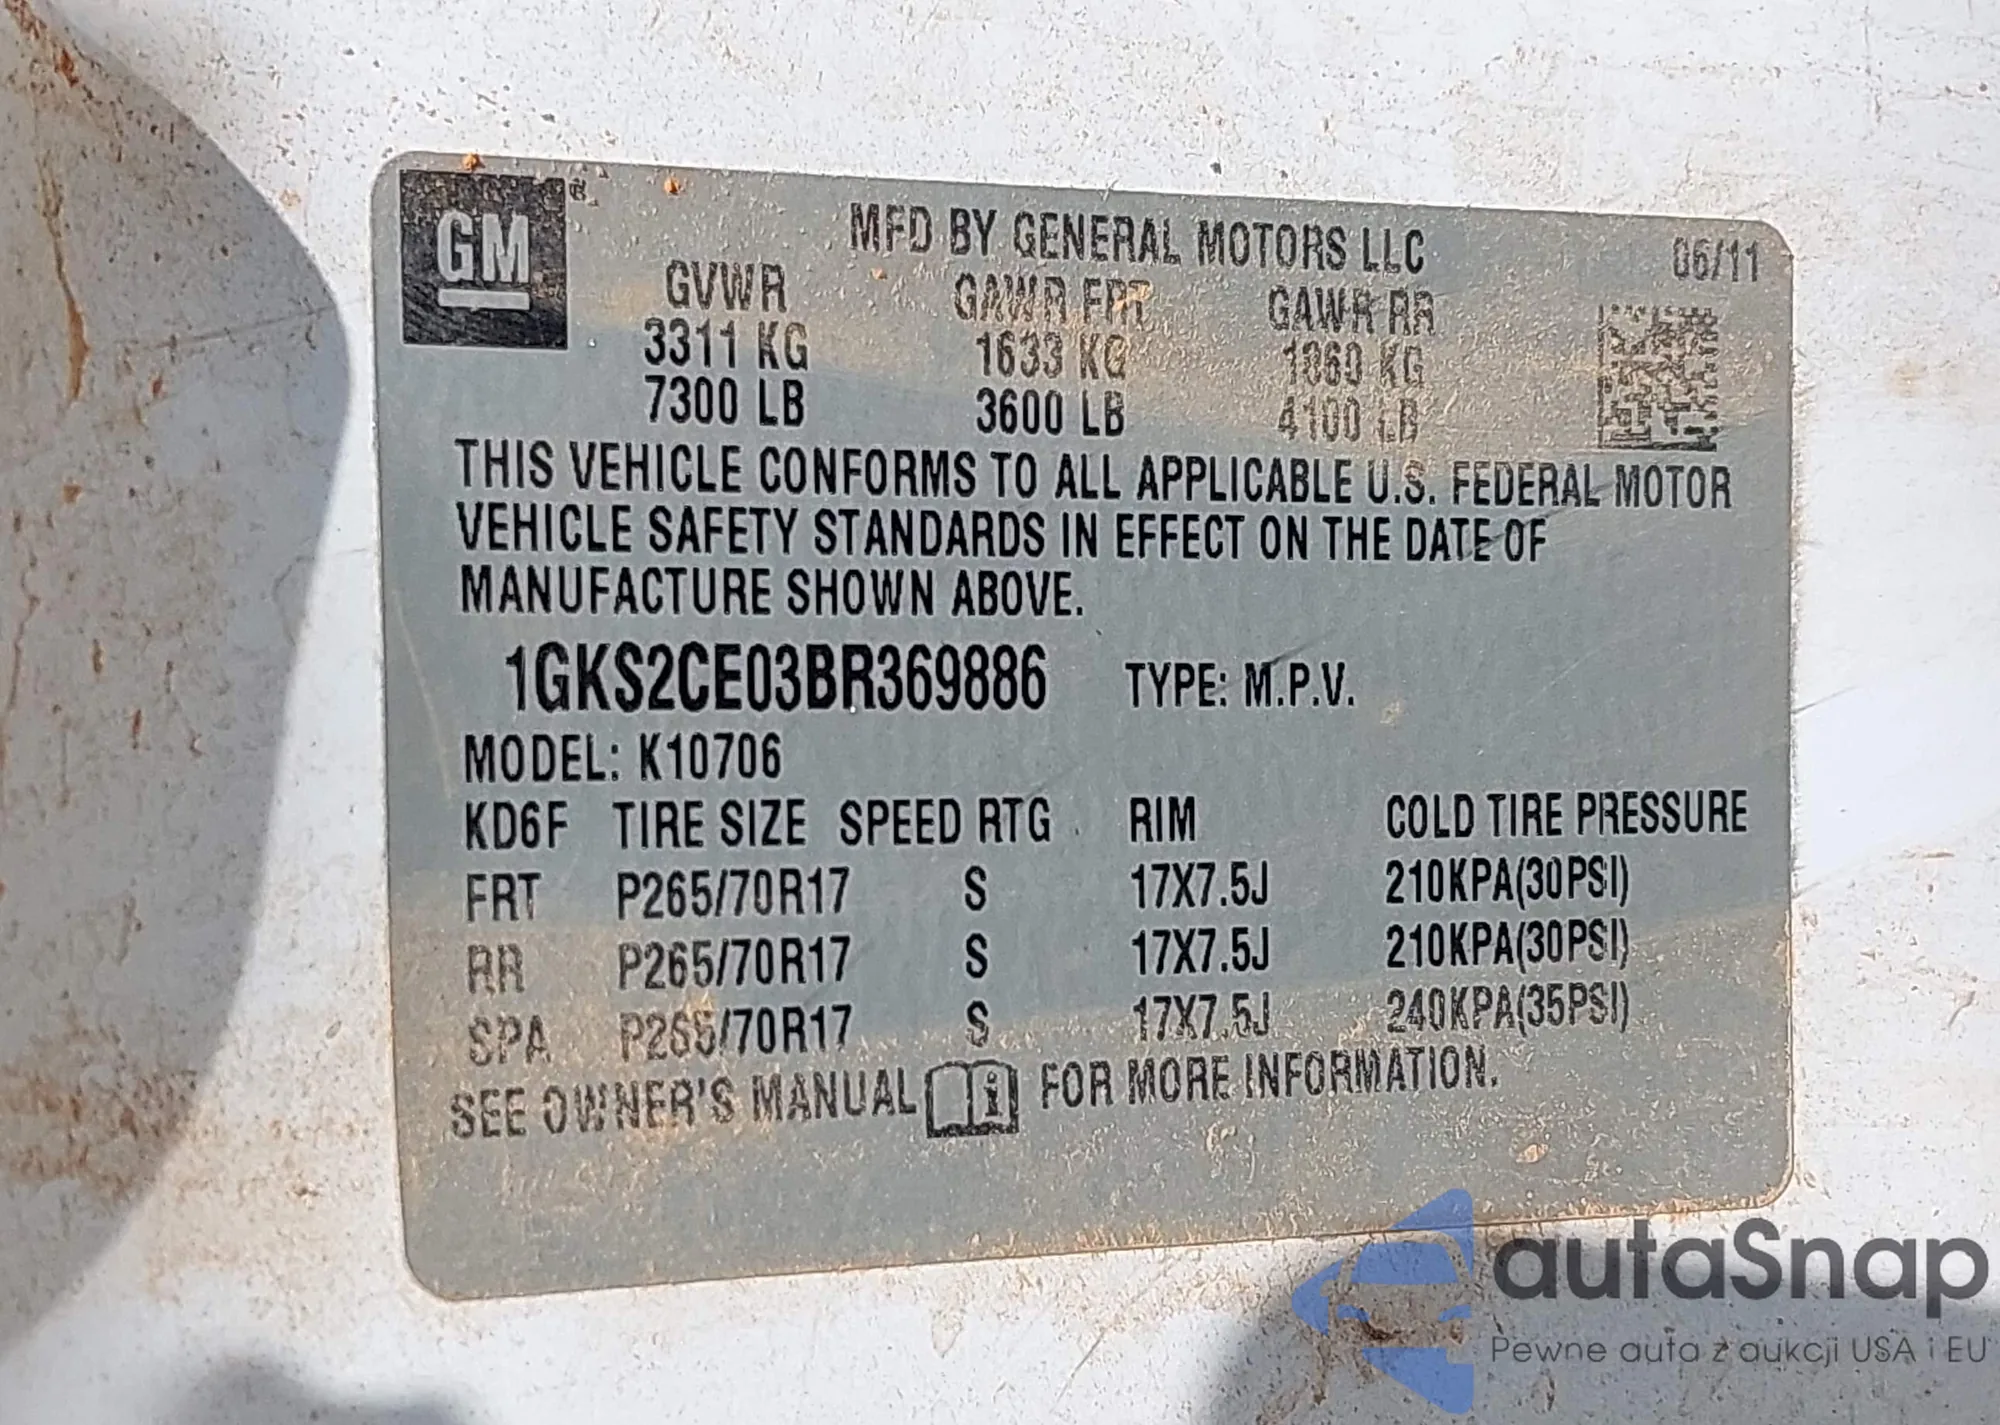 GM
MFD BY GENERAL MOTORS LLC 06/11
GVWR GAWR FRT GAWR RR
3311 KG 1633 KG 1860 KG
7300 LB 3600 LB 4100 LB
THIS VEHICLE CONFORMS TO ALL APPLICABLE U.S. FEDERAL MOTOR
VEHICLE SAFETY STANDARDS IN EFFECT ON THE DATE OF
MANUFACTURE SHOWN ABOVE.
1GKS2CE03BR369886 TYPE: M.P.V.
MODEL: K10706
KD6F TIRE SIZE SPEED RTG RIM COLD TIRE PRESSURE
FRT P265/70R17 S 17X7.5J 210KPA(30PSI)
RR P265/70R17 S 17X7.5J 210KPA(30PSI)
SPA P265/70R17 S 17X7.5J 240KPA(35PSI)
SEE OWNER'S MANUAL i FOR MORE INFORMATION.
autaSnap
Pewne auta z aukcji USA i EU